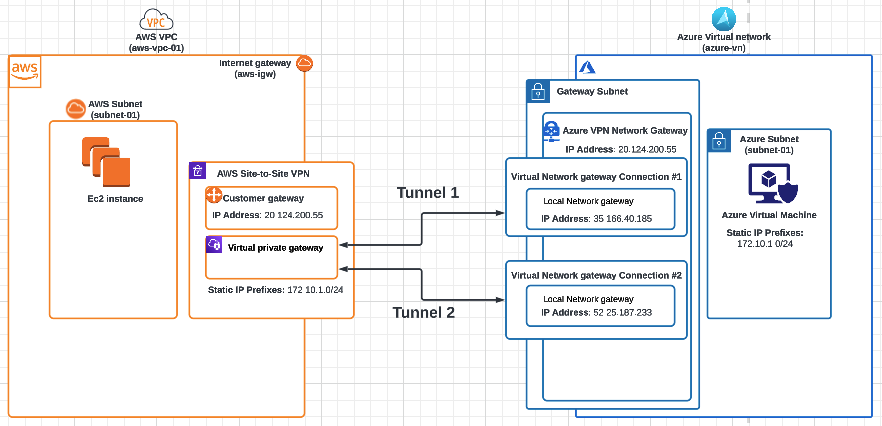 VPC
AWS VPC
(aws-vpc-01)
Azure Virtual network
(azure-vn)
aws
Internet gateway
(aws-igw)
AWS Subnet
(subnet-01)
Ec2 instance
AWS Site-to-Site VPN
Customer gateway
IP Address: 20 124.200.55
Virtual private gateway
Static IP Prefixes: 172 10.1.0/24
Tunnel 1
Tunnel 2
Gateway Subnet
Azure VPN Network Gateway
IP Address: 20.124.200.55
Virtual Network gateway Connection #1
Local Network gateway
IP Address: 35 166.40.185
Virtual Network gateway Connection #2
Local Network gateway
IP Address: 52 25.187.233
Azure Subnet
(subnet-01)
Azure Virtual Machine
Static IP Prefixes:
172.10.1 0/24